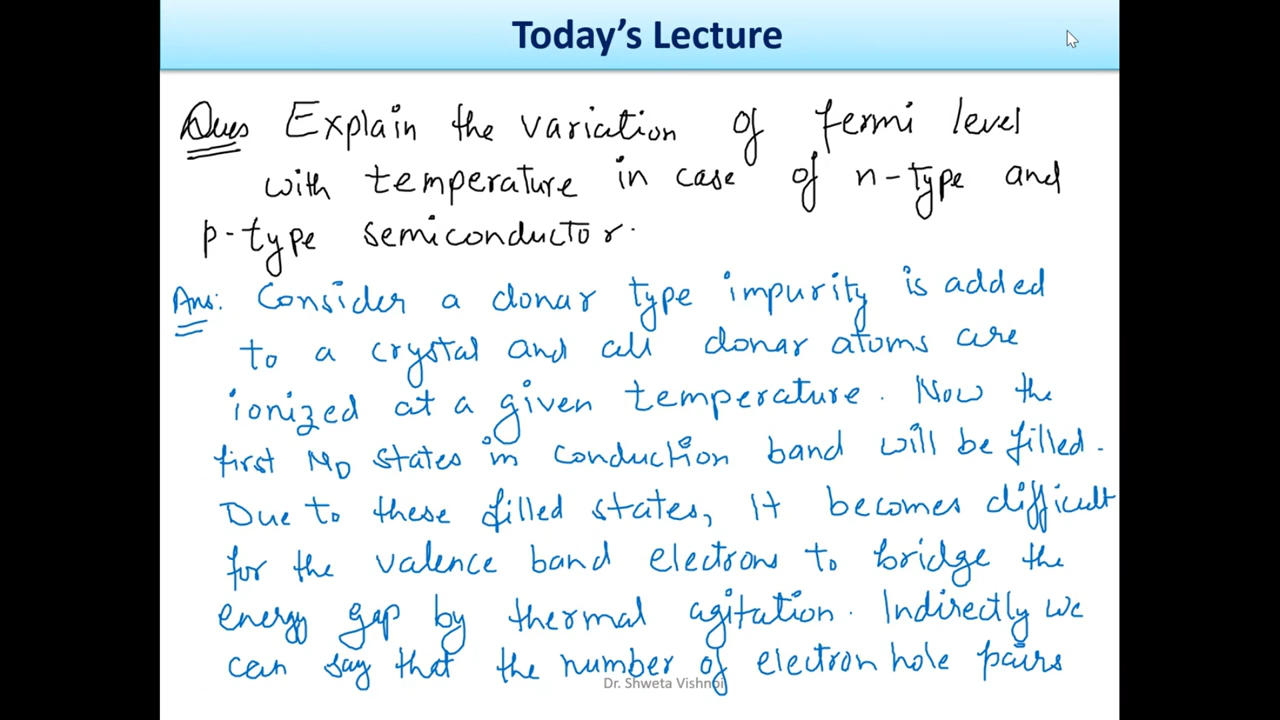 Today's Lecture
Ques Explain the variation of fermi level
with temperature in case of n-type and
p-type semiconductor.
Ans: Consider a donar type impurity is added
to a crystal and all donar atoms are
ionized at a given temperature. Now the
first ND states in conduction band will be filled.
Due to these filled states, it becomes difficult
for the valence band electrons to bridge the
energy gap by thermal agitation. Indirectly we
can say that the number of electron hole pairs
Dr. Shweta Vishnoi